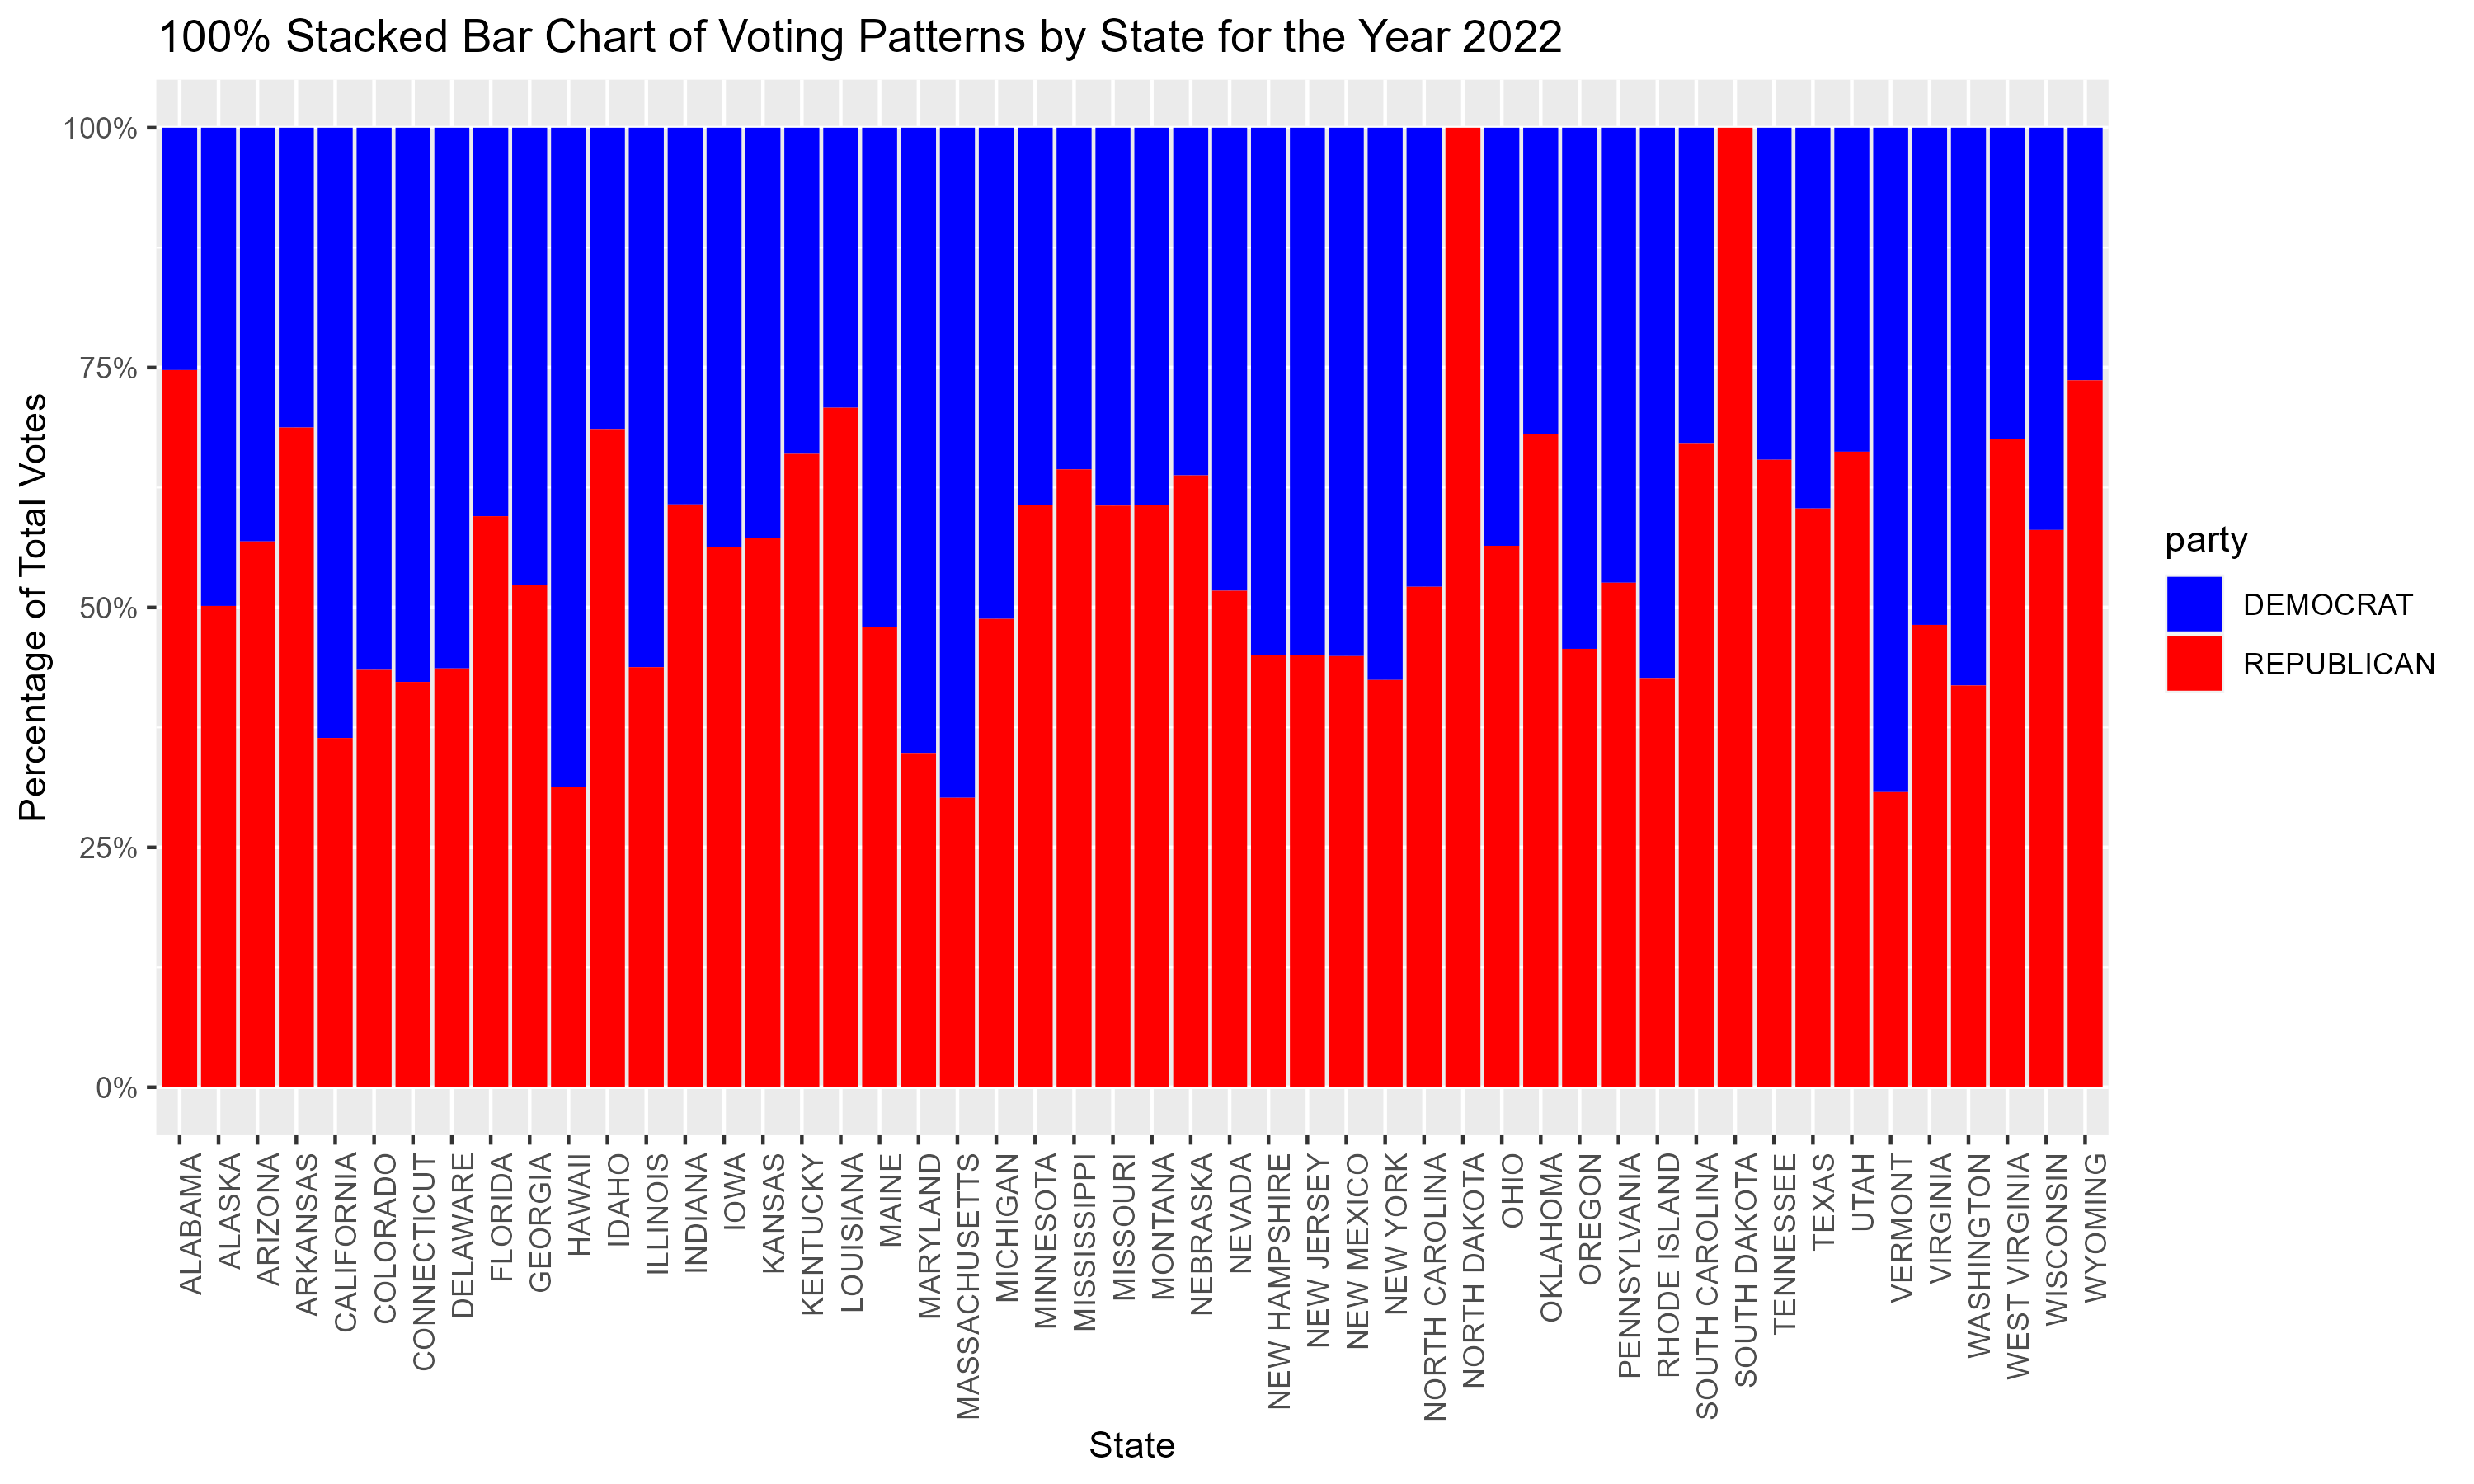 100% Stacked Bar Chart of Voting Patterns by State for the Year 2022
Percentage of Total Votes
100%
75%
50%
25%
0%
ALABAMA
ALASKA
ARIZONA
ARKANSAS
CALIFORNIA
COLORADO
CONNECTICUT
DELAWARE
FLORIDA
GEORGIA
HAWAII
IDAHO
ILLINOIS
INDIANA
IOWA
KANSAS
KENTUCKY
LOUISIANA
MAINE
MARYLAND
MASSACHUSETTS
MICHIGAN
MINNESOTA
MISSISSIPPI
MISSOURI
MONTANA
NEBRASKA
NEVADA
NEW HAMPSHIRE
NEW JERSEY
NEW MEXICO
NEW YORK
NORTH CAROLINA
NORTH DAKOTA
OHIO
OKLAHOMA
OREGON
PENNSYLVANIA
RHODE ISLAND
SOUTH CAROLINA
SOUTH DAKOTA
TENNESSEE
TEXAS
UTAH
VERMONT
VIRGINIA
WASHINGTON
WEST VIRGINIA
WISCONSIN
WYOMING
State
party
DEMOCRAT
REPUBLICAN